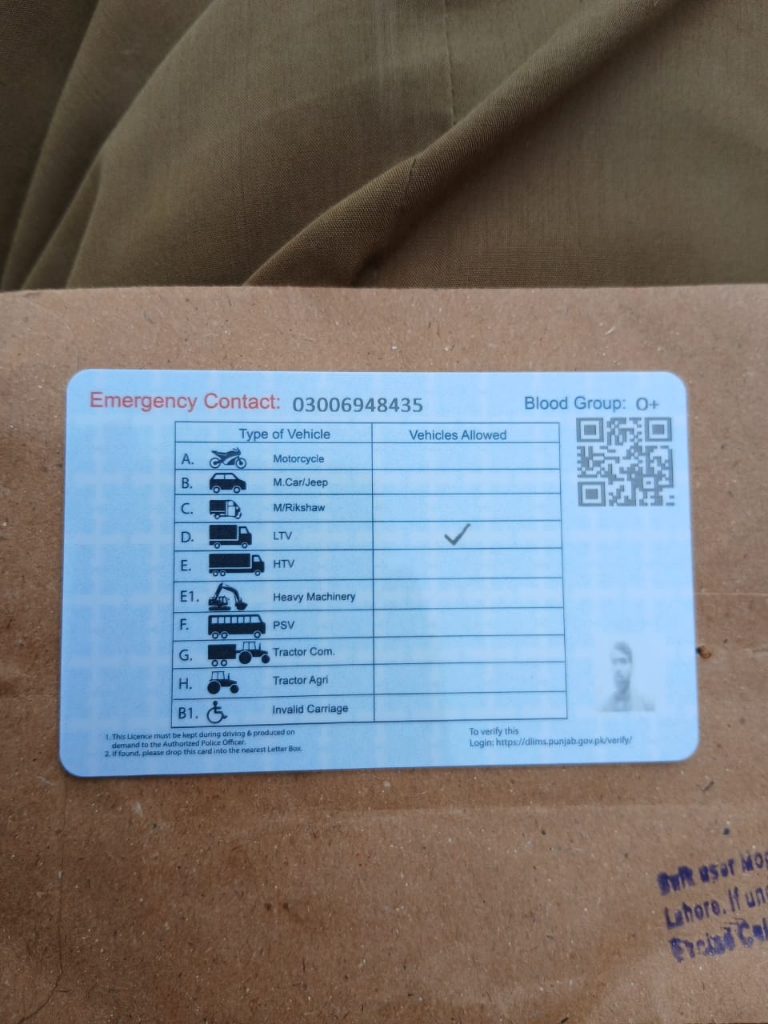 Emergency Contact: 03006948435 Blood Group: O+
Type of Vehicle Vehicles Allowed
A. Motorcycle
B. M.Car/Jeep
C. M/Rikshaw
D. LTV ✓
E. HTV
E1. Heavy Machinery
F. PSV
G. Tractor Com.
H. Tractor Agri
B1. Invalid Carriage
1. This Licence must be kept during driving & produced on
demand to the Authorized Police Officer.
2. If found, please drop this card into the nearest Letter Box.
To verify this
Login: https://dlims.punjab.gov.pk/verify/
user
Lahore. If